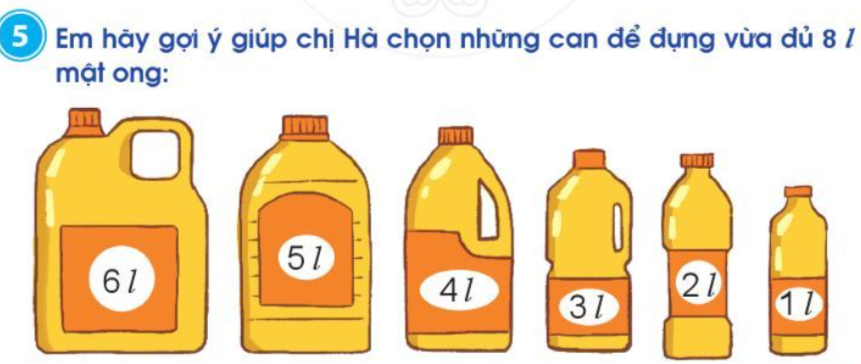 5 Em hãy gợi ý giúp chị Hà chọn những can để đựng vừa đủ 8 l
mật ong:
6 l 5 l 4 l 3 l 2 l 1 l